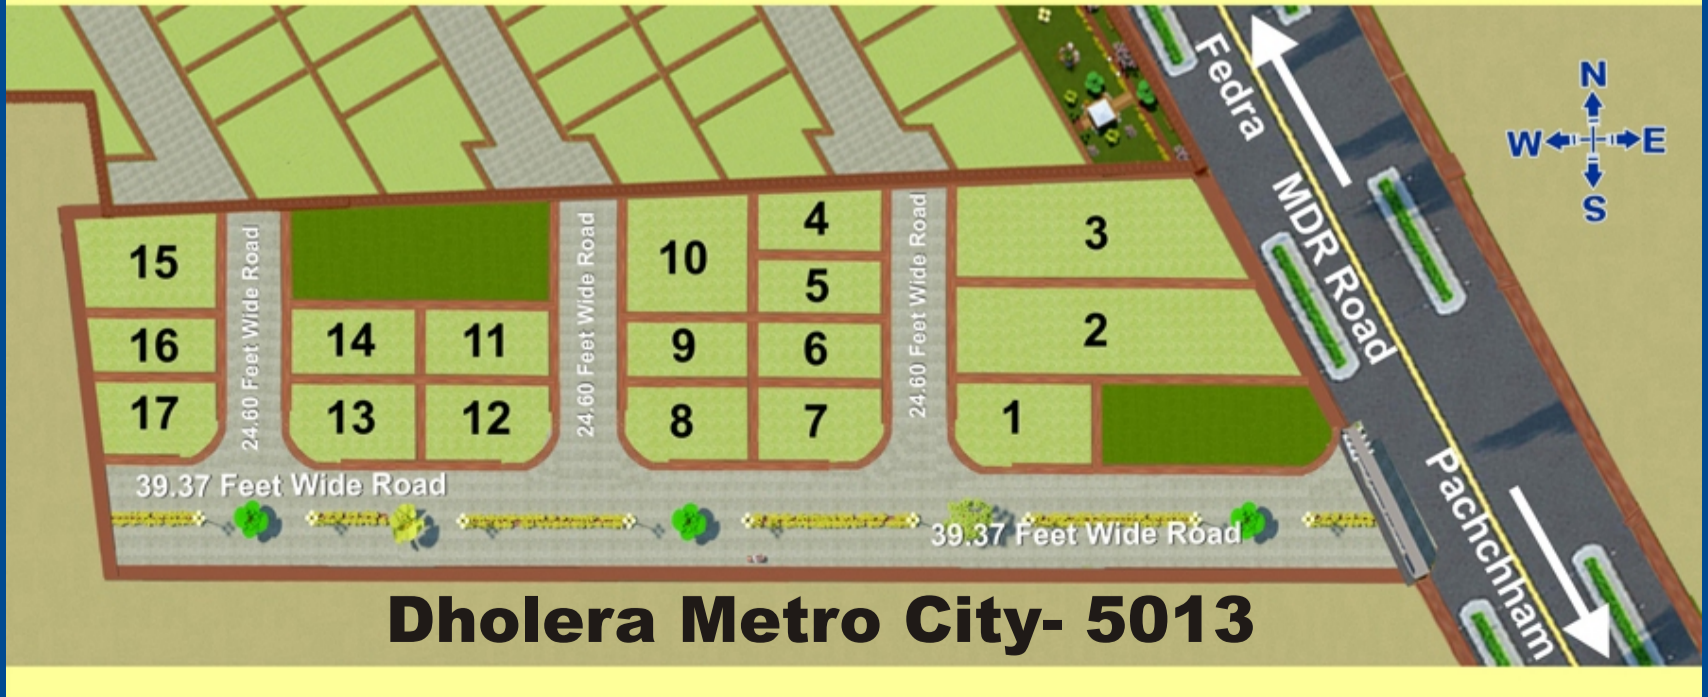 Fedra
N
W E
S
MDR Road
Pachchham
3
4
10
15
5
2
14
11
9
6
16
1
17
13
12
8
7
24.60 Feet Wide Road
24.60 Feet Wide Road
24.60 Feet Wide Road
39.37 Feet Wide Road
39.37 Feet Wide Road
Dholera Metro City- 5013